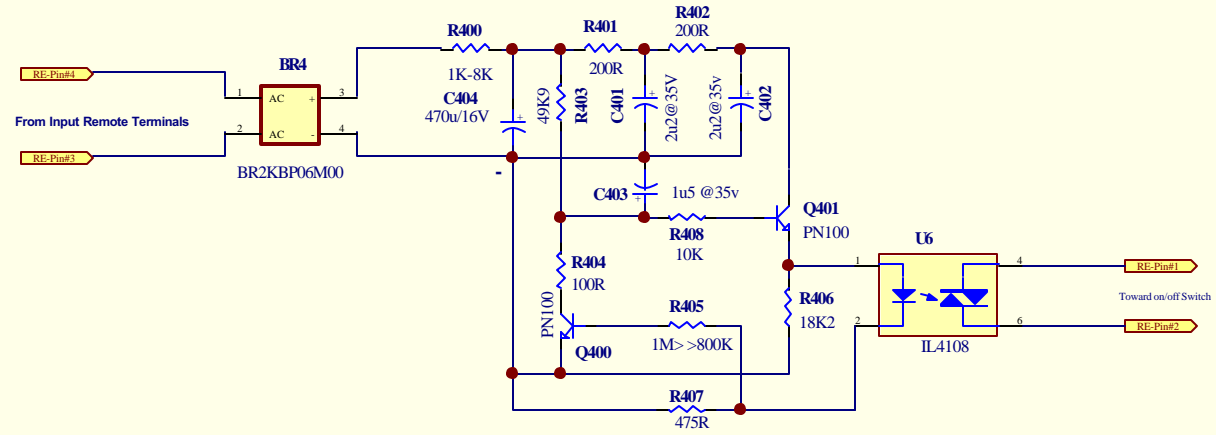 R402
200R
R401
200R
R400
1K-8K
BR4
RE-Pin#4
1 AC + 3
From Input Remote Terminals
2 AC - 4
RE-Pin#3
BR2KBP06M00
C404
470u/16V
+
-
49K9
R403
C401
2u2@35V
+
2u2@35v
C402
+
C403
+
1u5 @35v
R408
10K
Q401
PN100
U6
R404
100R
PN100
Q400
R405
1M>>800K
R406
18K2
1
2
4
6
IL4108
RE-Pin#1
Toward on/off Switch
RE-Pin#2
R407
475R